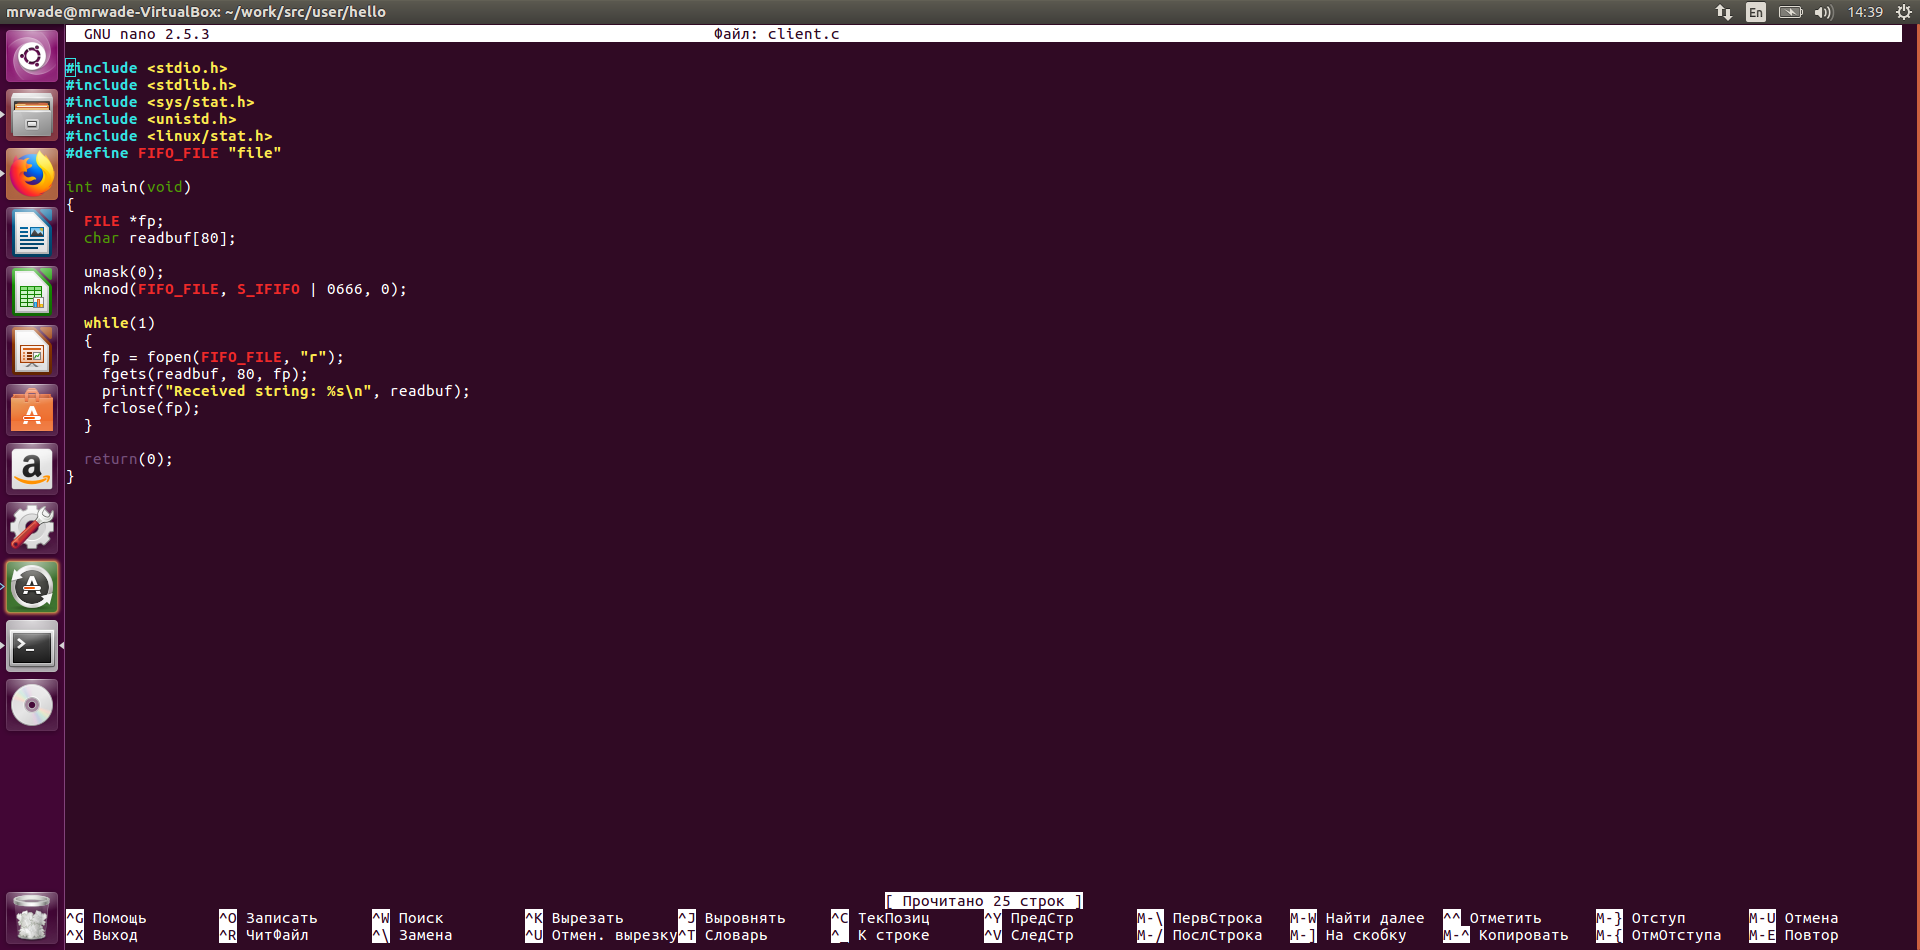 mrwade@mrwade-VirtualBox: ~/work/src/user/hello En 14:39
GNU nano 2.5.3 Файл: client.c
#include <stdio.h>
#include <stdlib.h>
#include <sys/stat.h>
#include <unistd.h>
#include <linux/stat.h>
#define FIFO_FILE "file"
int main(void)
{
FILE *fp;
char readbuf[80];
umask(0);
mknod(FIFO_FILE, S_IFIFO | 0666, 0);
while(1)
{
fp = fopen(FIFO_FILE, "r");
fgets(readbuf, 80, fp);
printf("Received string: %s\n", readbuf);
fclose(fp);
}
return(0);
}
[ Прочитано 25 строк ]
^G Помощь ^O Записать ^W Поиск ^K Вырезать ^J Выровнять ^C ТекПозиц ^Y ПредСтр M-\ ПервСтрока M-W Найти далее ^^ Отметить M-} Отступ M-U Отмена
^X Выход ^R ЧитФайл ^\ Замена ^U Отмен. вырезку ^T Словарь ^_ К строке ^V СледСтр M-/ ПослСтрока M-] На скобку M-^ Копировать M-{ ОтмОтступа M-E Повтор